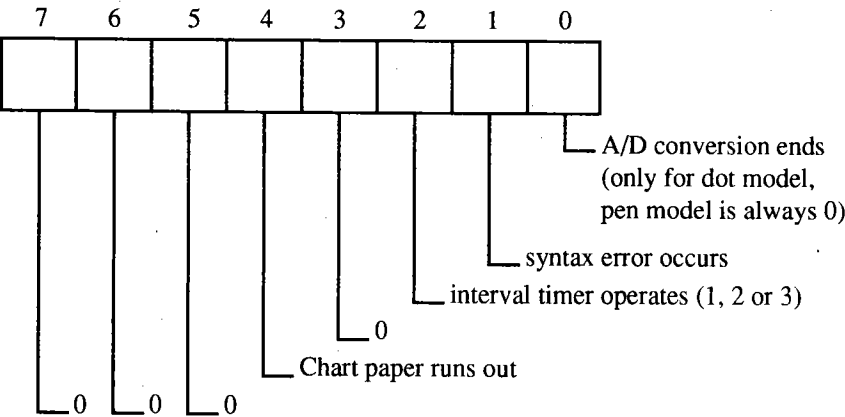 7 6 5 4 3 2 1 0
A/D conversion ends
(only for dot model,
pen model is always 0)
syntax error occurs
interval timer operates (1, 2 or 3)
0
Chart paper runs out
0 0 0